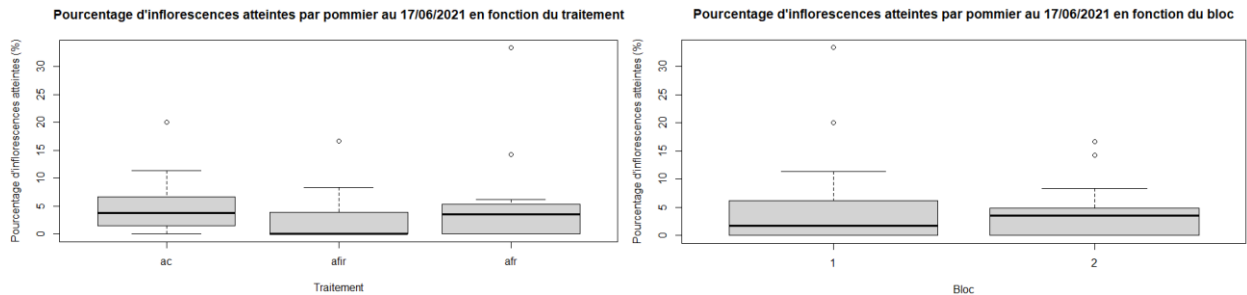 Pourcentage d'inflorescences atteintes par pommier au 17/06/2021 en fonction du traitement
Pourcentage d'inflorescences atteintes (%)
30
25
20
15
10
5
0
ac afir afr
Traitement
Pourcentage d'inflorescences atteintes par pommier au 17/06/2021 en fonction du bloc
Pourcentage d'inflorescences atteintes (%)
30
25
20
15
10
5
0
1 2
Bloc